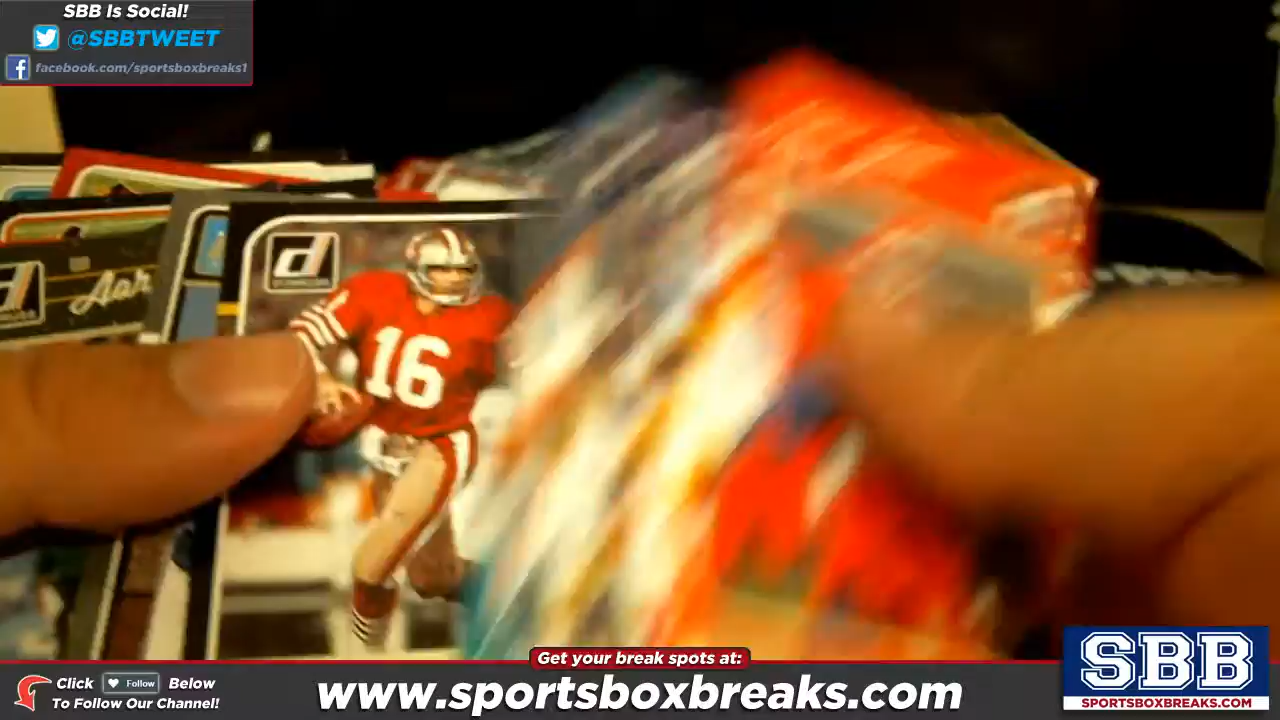 SBB Is Social!
@SBBTWEET
facebook.com/sportsboxbreaks1
d
Aar
16
Get your break spots at:
Click Follow Below
To Follow Our Channel!
www.sportsboxbreaks.com
SBB
SPORTSBOXBREAKS.COM